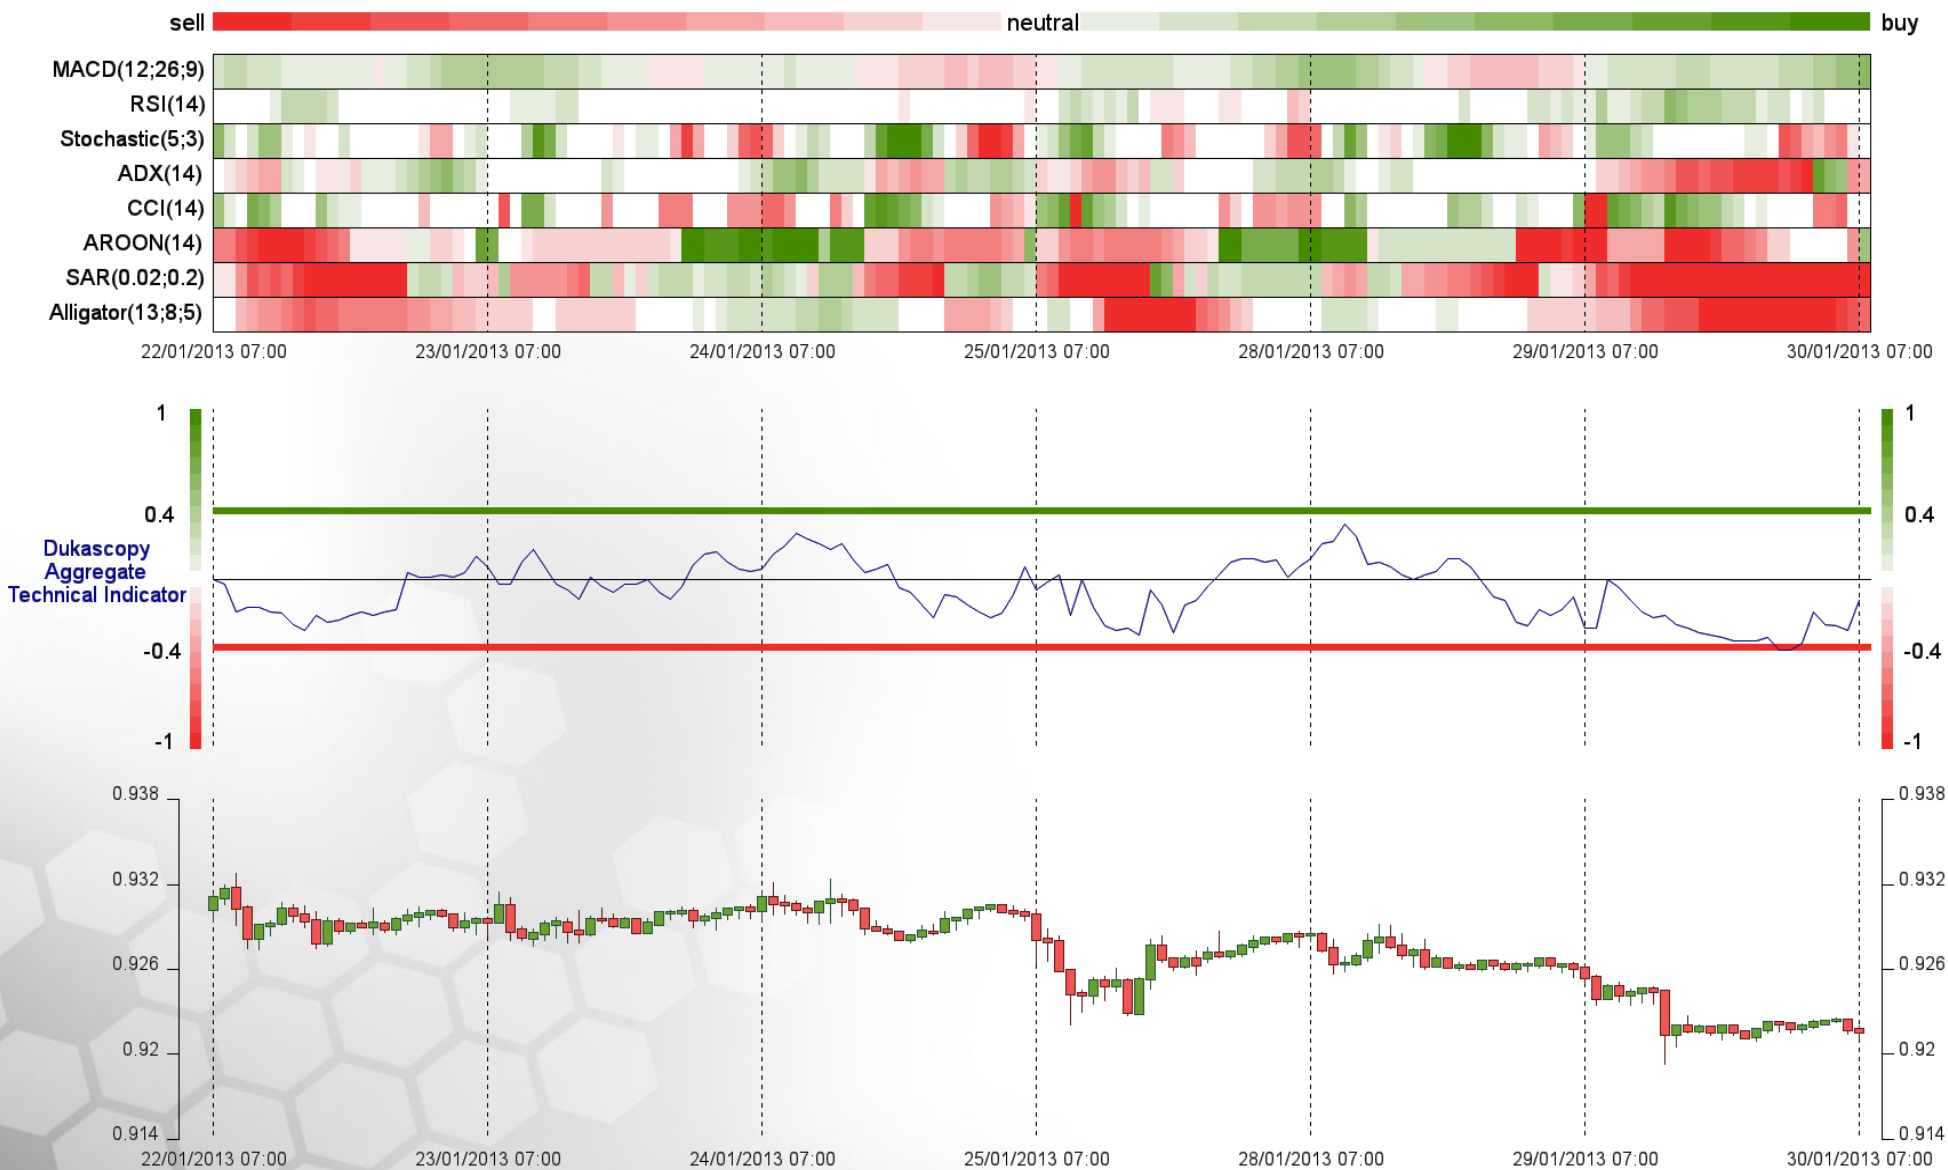 sell neutral buy
MACD(12;26;9)
RSI(14)
Stochastic(5;3)
ADX(14)
CCI(14)
AROON(14)
SAR(0.02;0.2)
Alligator(13;8;5)
22/01/2013 07:00 23/01/2013 07:00 24/01/2013 07:00 25/01/2013 07:00 28/01/2013 07:00 29/01/2013 07:00 30/01/2013 07:00
1 1
0.4 0.4
Dukascopy
Aggregate
Technical Indicator
-0.4 -0.4
-1 -1
0.938 0.938
0.932 0.932
0.926 0.926
0.92 0.92
0.914 0.914
22/01/2013 07:00 23/01/2013 07:00 24/01/2013 07:00 25/01/2013 07:00 28/01/2013 07:00 29/01/2013 07:00 30/01/2013 07:00